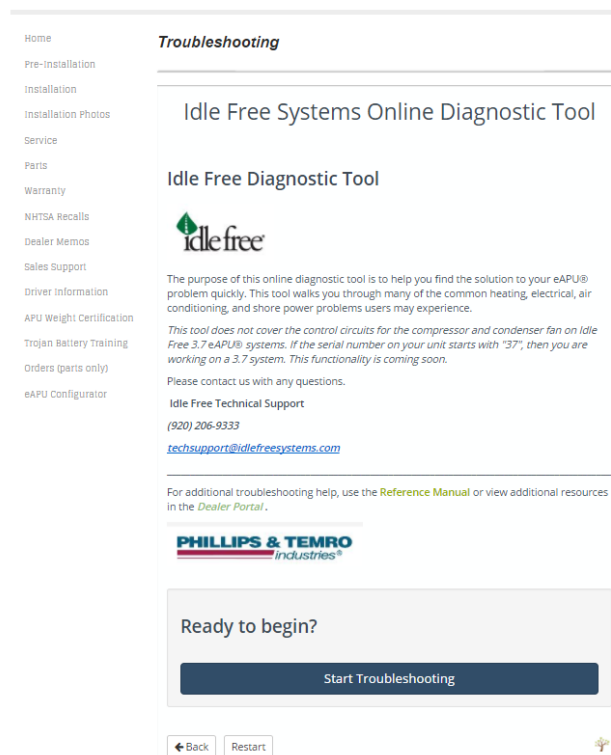 Home
Pre-Installation
Installation
Installation Photos
Service
Parts
Warranty
NHTSA Recalls
Dealer Memos
Sales Support
Driver Information
APU Weight Certification
Trojan Battery Training
Orders (parts only)
eAPU Configurator
Troubleshooting
Idle Free Systems Online Diagnostic Tool
Idle Free Diagnostic Tool
idle free
The purpose of this online diagnostic tool is to help you find the solution to your eAPU®
problem quickly. This tool walks you through many of the common heating, electrical, air
conditioning, and shore power problems users may experience.
This tool does not cover the control circuits for the compressor and condenser fan on Idle
Free 3.7 eAPU® systems. If the serial number on your unit starts with "37", then you are
working on a 3.7 system. This functionality is coming soon.
Please contact us with any questions.
Idle Free Technical Support
(920) 206-9333
techsupport@idlefreesystems.com
For additional troubleshooting help, use the Reference Manual or view additional resources
in the Dealer Portal .
PHILLIPS & TEMRO
industries®
Ready to begin?
Start Troubleshooting
Back
Restart